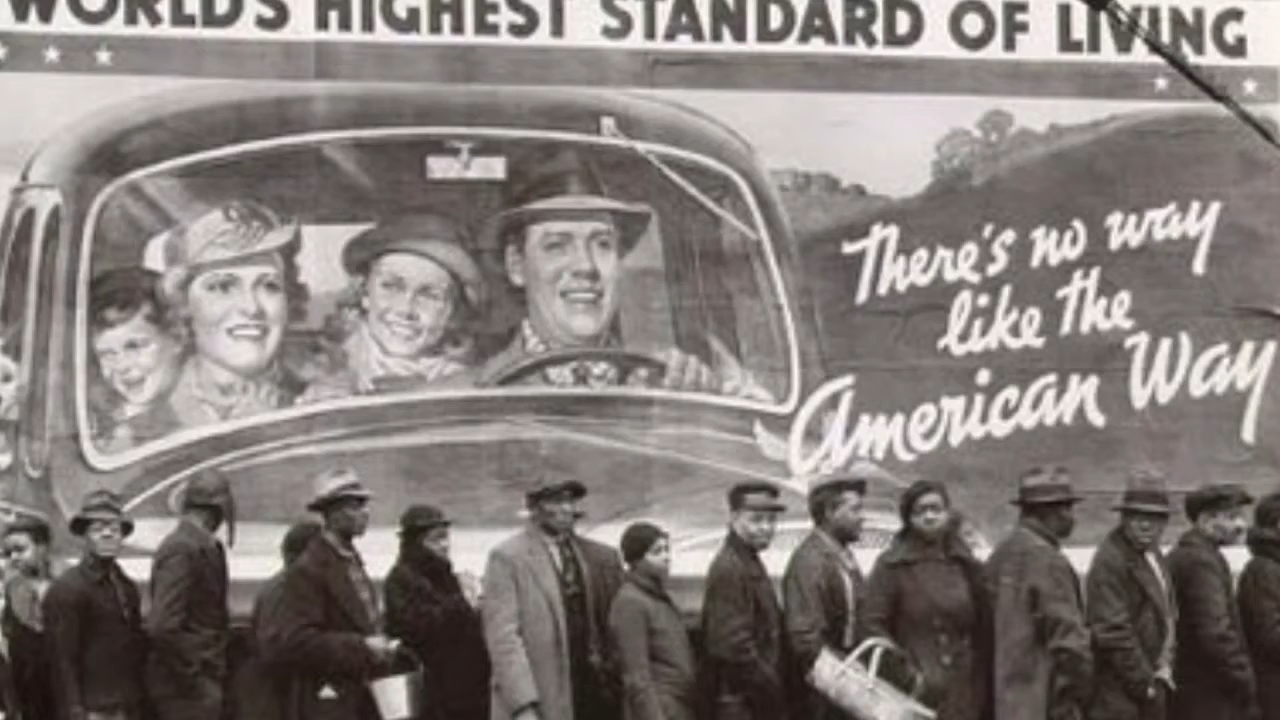 WORLD'S HIGHEST STANDARD OF LIVING
There's no way
like the
American Way